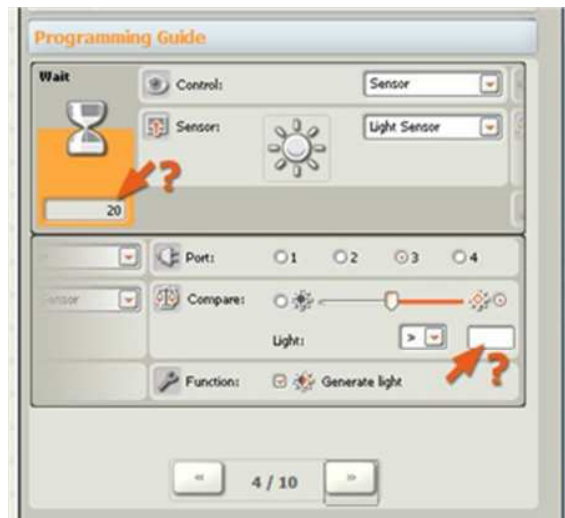 Programming Guide
Wait
Control:
Sensor
Sensor:
Light Sensor
?
20
Port:
1
2
3
4
Compare:
Light:
>
?
Function:
Generate light
«
4 / 10
»